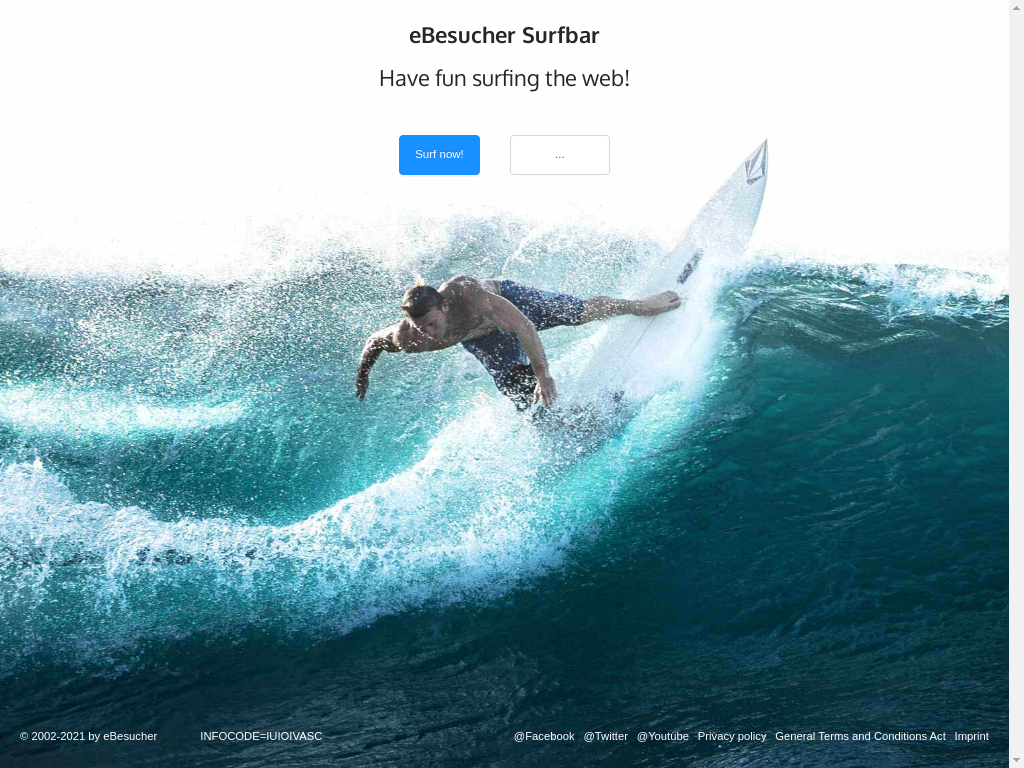 eBesucher Surfbar
Have fun surfing the web!
Surf now! ...
© 2002-2021 by eBesucher INFOCODE=IUIOIVASC @Facebook @Twitter @Youtube Privacy policy General Terms and Conditions Act Imprint